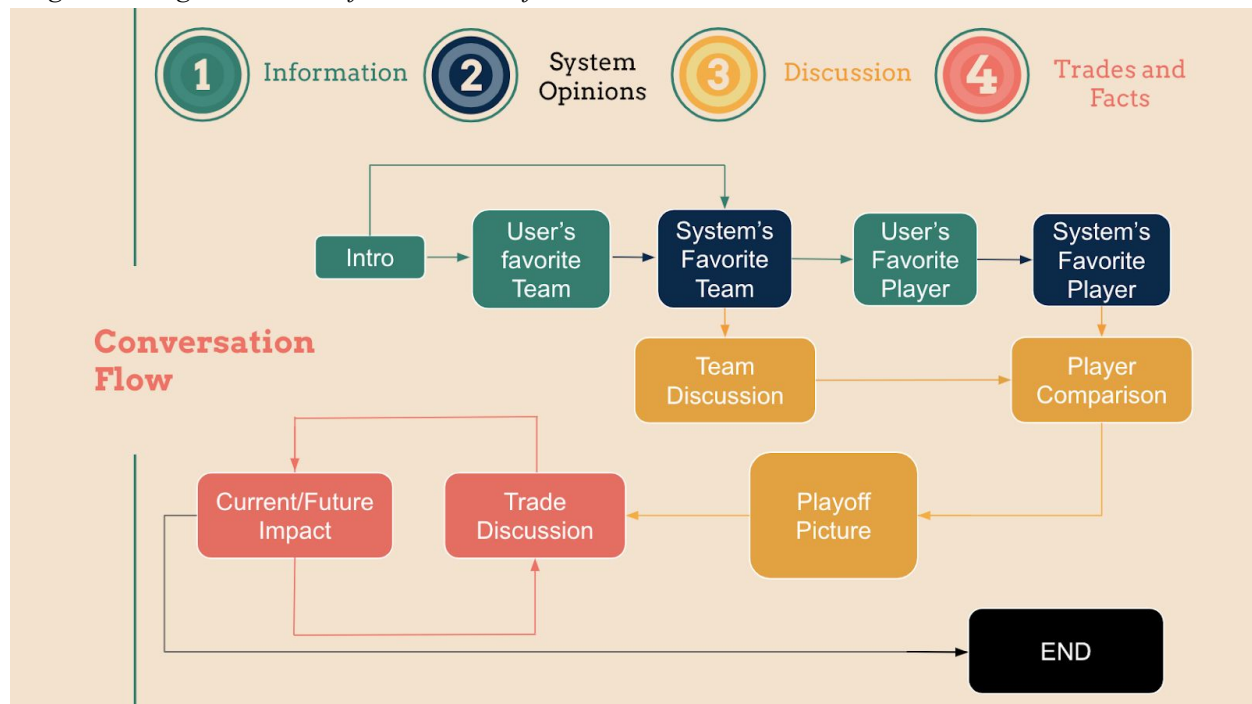 1
Information
2
System
Opinions
3
Discussion
4
Trades and
Facts
Intro
User's
favorite
Team
System's
Favorite
Team
User's
Favorite
Player
System's
Favorite
Player
Conversation
Flow
Team
Discussion
Player
Comparison
Current/Future
Impact
Trade
Discussion
Playoff
Picture
END